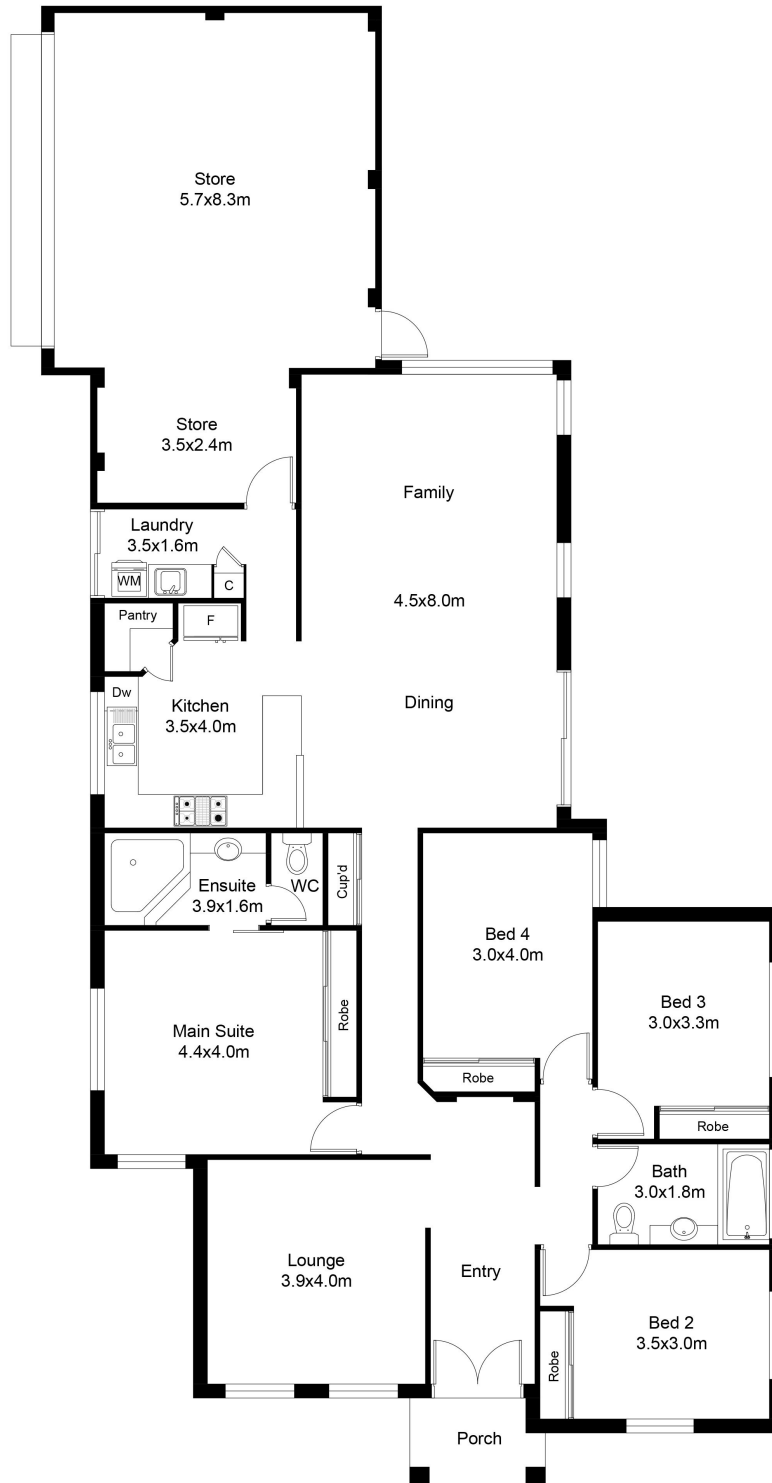 Store
5.7x8.3m
Store
3.5x2.4m
Family
Laundry
3.5x1.6m
WM
C
4.5x8.0m
Pantry
F
Dw
Kitchen
3.5x4.0m
Dining
Ensuite
3.9x1.6m
WC
Cup'd
Bed 4
3.0x4.0m
Main Suite
4.4x4.0m
Robe
Bed 3
3.0x3.3m
Robe
Robe
Bath
3.0x1.8m
Lounge
3.9x4.0m
Entry
Bed 2
3.5x3.0m
Robe
Porch